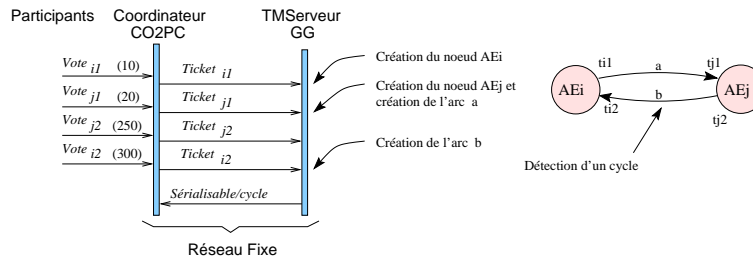 Participants
Coordinateur
CO2PC
TMServeur
GG
Vote i1 (10)
Ticket i1
Création du noeud AEi
Vote j1 (20)
Ticket j1
Création du noeud AEj et
création de l'arc a
Vote j2 (250)
Ticket j2
Vote i2 (300)
Ticket i2
Création de l'arc b
Sérialisable/cycle
Réseau Fixe
ti1
a
tj1
AEi
AEj
b
ti2
tj2
Détection d'un cycle